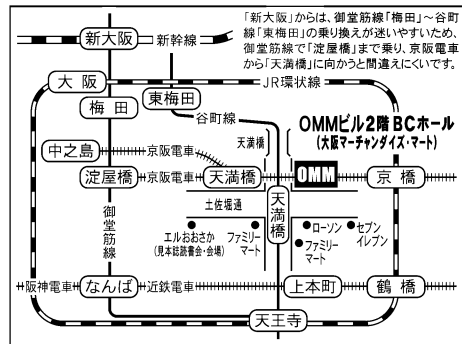 「新大阪」からは、御堂筋線「梅田」～谷町
線「東梅田」の乗り換えが迷いやすいため、
御堂筋線で「淀屋橋」まで乗り、京阪電車
から「天満橋」に向かうと間違えにくいです。
新大阪
新幹線
大阪
JR環状線
梅田
東梅田
谷町線
OMMビル2階 BCホール
(大阪マーチャンダイズ・マート)
天満橋
中之島
京阪電車
淀屋橋
京阪電車
天満橋
OMM
京橋
土佐堀通
天満橋
御堂筋線
エルおおさか
(見本誌読書会・会場)
ファミリー
マート
ローソン
ファミリー
マート
セブン
イレブン
阪神電車
なんば
近鉄電車
上本町
鶴橋
天王寺